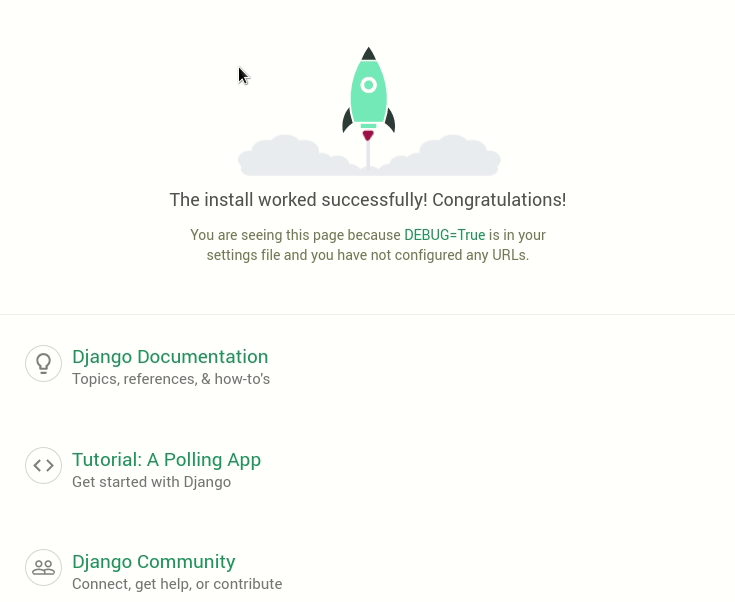 The install worked successfully! Congratulations!
You are seeing this page because DEBUG=True is in your
settings file and you have not configured any URLs.
Django Documentation
Topics, references, & how-to’s
Tutorial: A Polling App
Get started with Django
Django Community
Connect, get help, or contribute